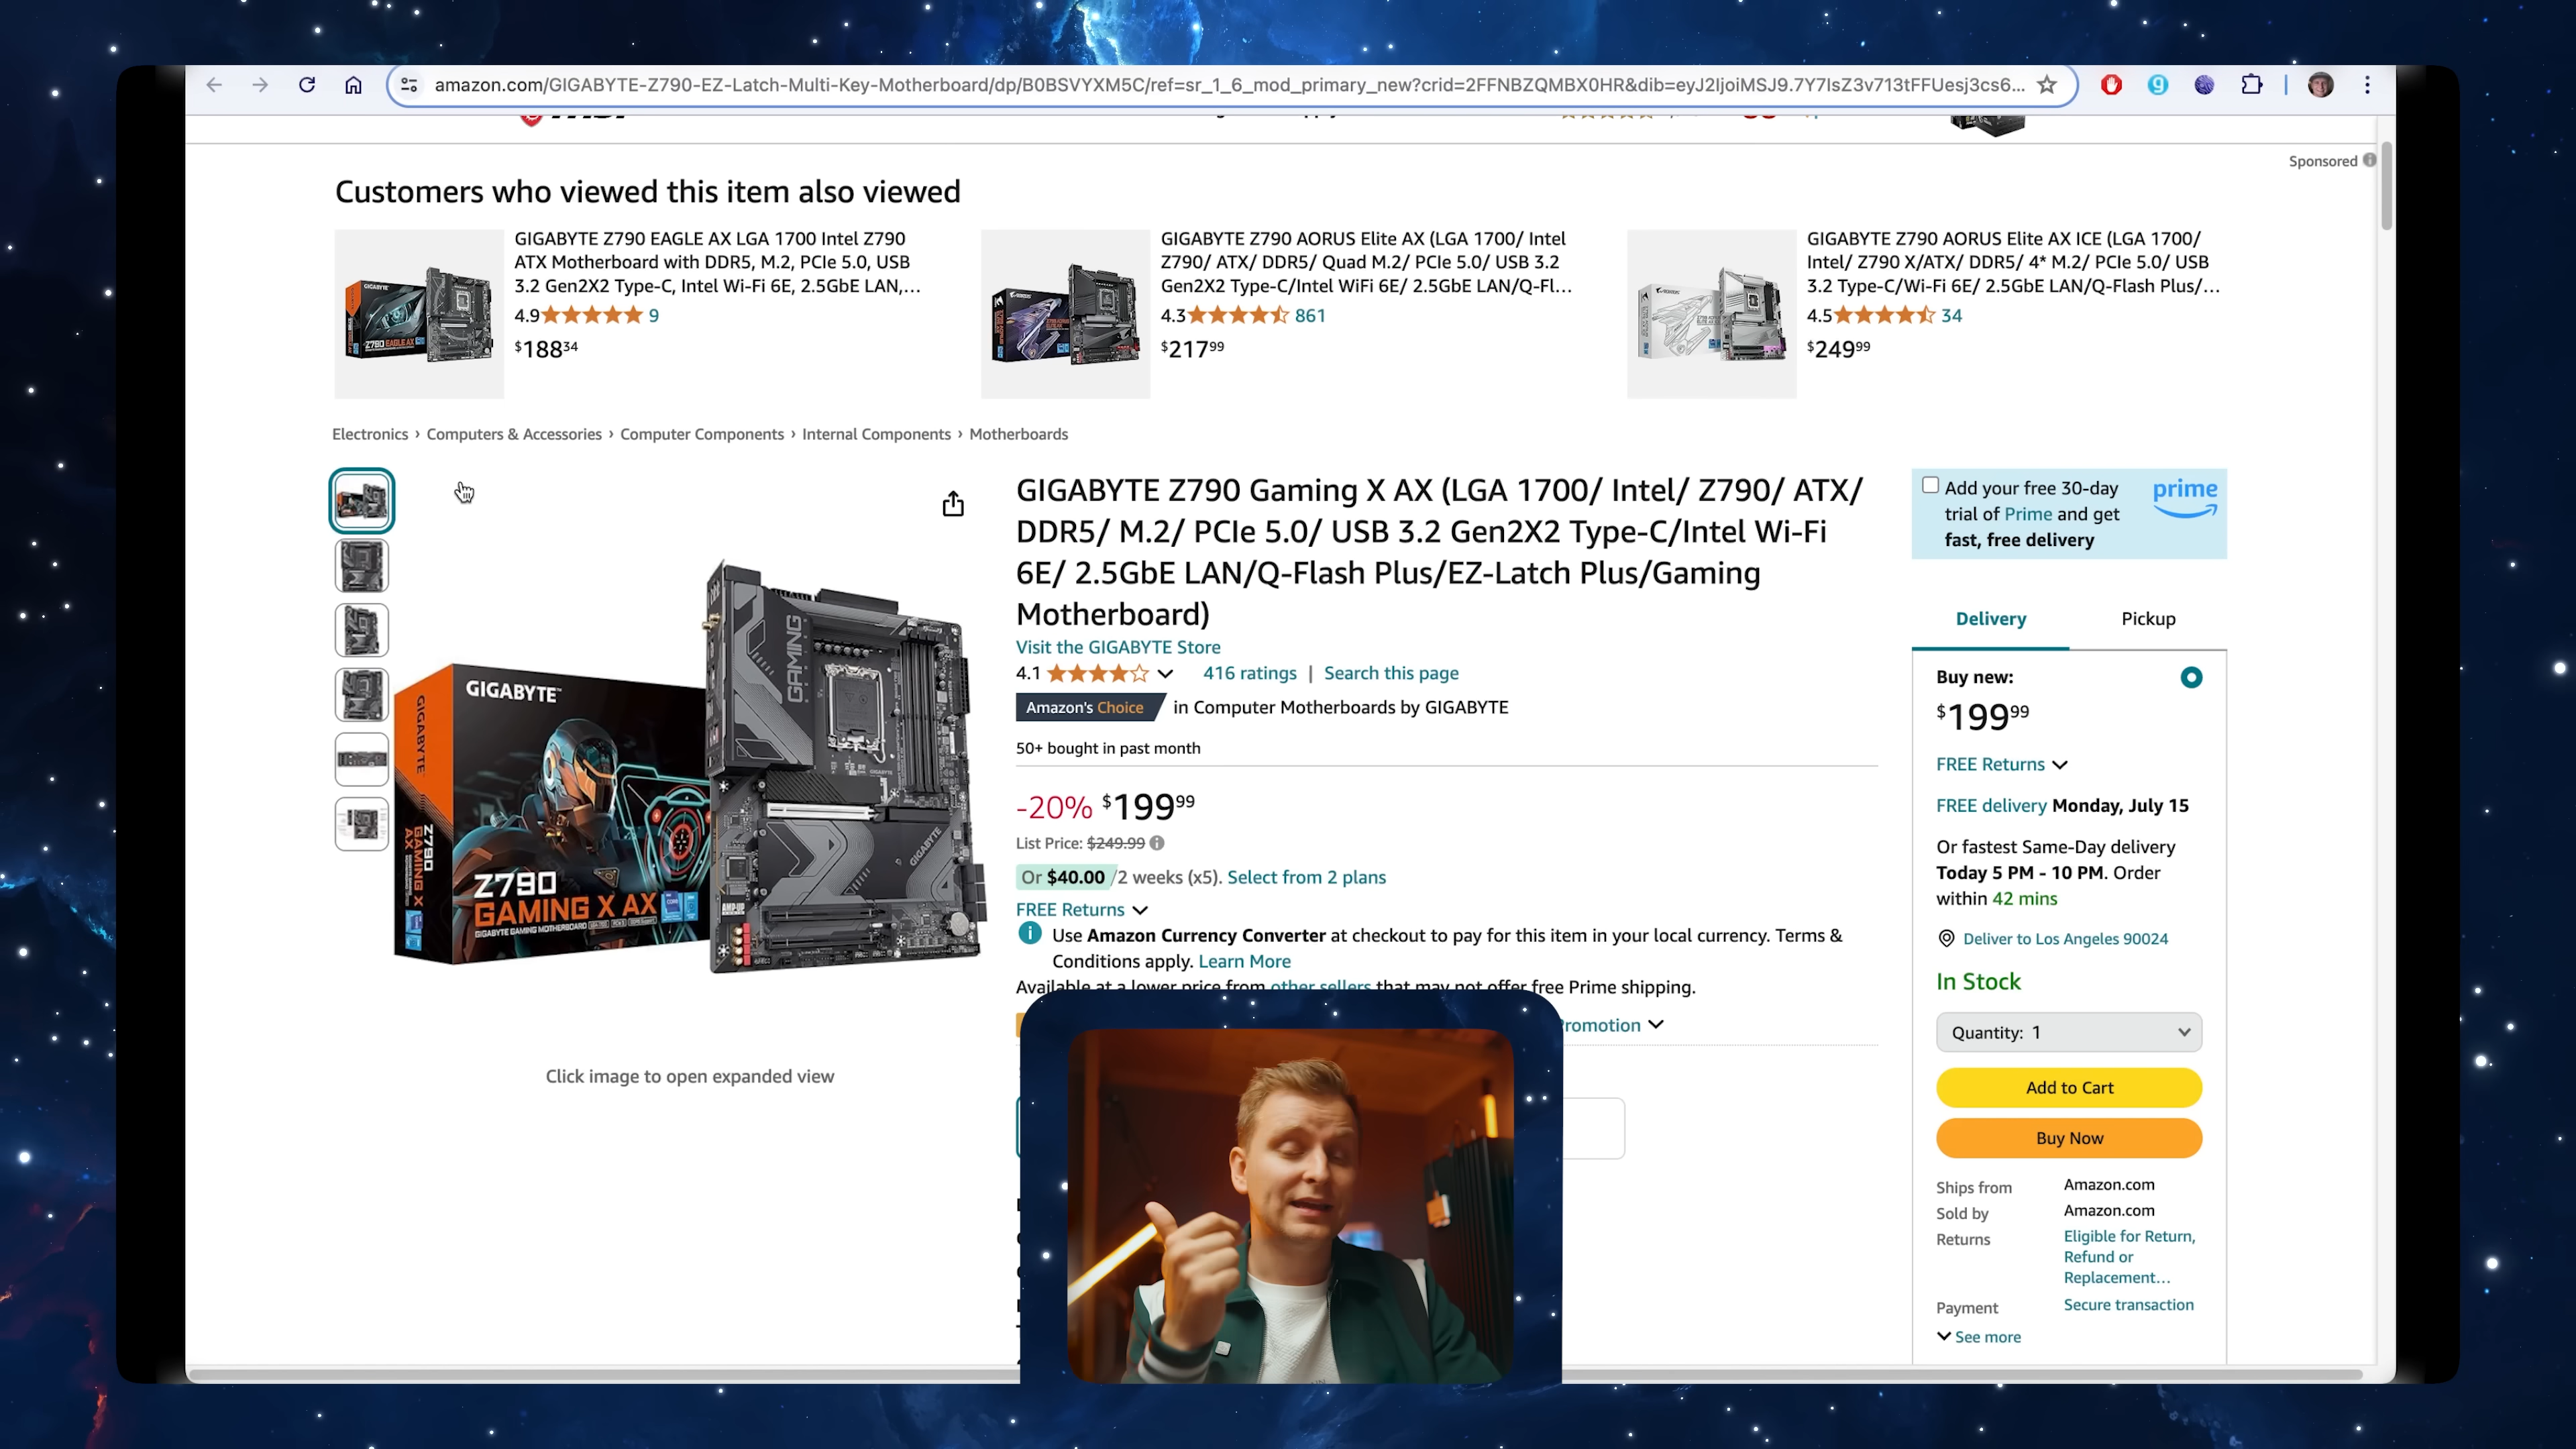 amazon.com/GIGABYTE-Z790-EZ-Latch-Multi-Key-Motherboard/dp/B0BSVYXM5C/ref=sr_1_6_mod_primary_new?crid=2FFNBZQMBX0HR&dib=eyJ2IjoiMSJ9.7Y7IsZ3v713tFFUesj3cs6...
Sponsored
Customers who viewed this item also viewed
GIGABYTE Z790 EAGLE AX LGA 1700 Intel Z790
ATX Motherboard with DDR5, M.2, PCIe 5.0, USB
3.2 Gen2X2 Type-C, Intel Wi-Fi 6E, 2.5GbE LAN,...
4.9 9
$188 34
GIGABYTE Z790 AORUS Elite AX (LGA 1700/ Intel
Z790/ ATX/ DDR5/ Quad M.2/ PCIe 5.0/ USB 3.2
Gen2X2 Type-C/Intel WiFi 6E/ 2.5GbE LAN/Q-Fl...
4.3 861
$217 99
GIGABYTE Z790 AORUS Elite AX ICE (LGA 1700/
Intel/ Z790 X/ATX/ DDR5/ 4* M.2/ PCIe 5.0/ USB
3.2 Type-C/Wi-Fi 6E/ 2.5GbE LAN/Q-Flash Plus/...
4.5 34
$249 99
Electronics › Computers & Accessories › Computer Components › Internal Components › Motherboards
GIGABYTE
GIGABYTE
Z790
GAMING X AX
Z790
GAMING X AX
GIGABYTE GAMING MOTHERBOARD
GAMING
GIGABYTE
AMP-UP
Click image to open expanded view
GIGABYTE Z790 Gaming X AX (LGA 1700/ Intel/ Z790/ ATX/
DDR5/ M.2/ PCIe 5.0/ USB 3.2 Gen2X2 Type-C/Intel Wi-Fi
6E/ 2.5GbE LAN/Q-Flash Plus/EZ-Latch Plus/Gaming
Motherboard)
Visit the GIGABYTE Store
4.1 416 ratings | Search this page
Amazon's Choice in Computer Motherboards by GIGABYTE
50+ bought in past month
-20% $199 99
List Price: $249.99
Or $40.00 /2 weeks (x5). Select from 2 plans
FREE Returns
Use Amazon Currency Converter at checkout to pay for this item in your local currency. Terms &
Conditions apply. Learn More
Available at a lower price from other sellers that may not offer free Prime shipping.
romotion
Add your free 30-day
trial of Prime and get
fast, free delivery
prime
Delivery Pickup
Buy new:
$199 99
FREE Returns
FREE delivery Monday, July 15
Or fastest Same-Day delivery
Today 5 PM - 10 PM. Order
within 42 mins
Deliver to Los Angeles 90024
In Stock
Quantity: 1
Add to Cart
Buy Now
Ships from Amazon.com
Sold by Amazon.com
Returns Eligible for Return,
Refund or
Replacement...
Payment Secure transaction
See more